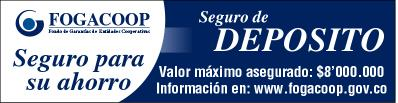 FOGACOOP
Fondo de Garantías de Entidades Cooperativas
Seguro para
su ahorro
Seguro de
DEPOSITO
Valor máximo asegurado: $8'000.000
Información en: www.fogacoop.gov.co